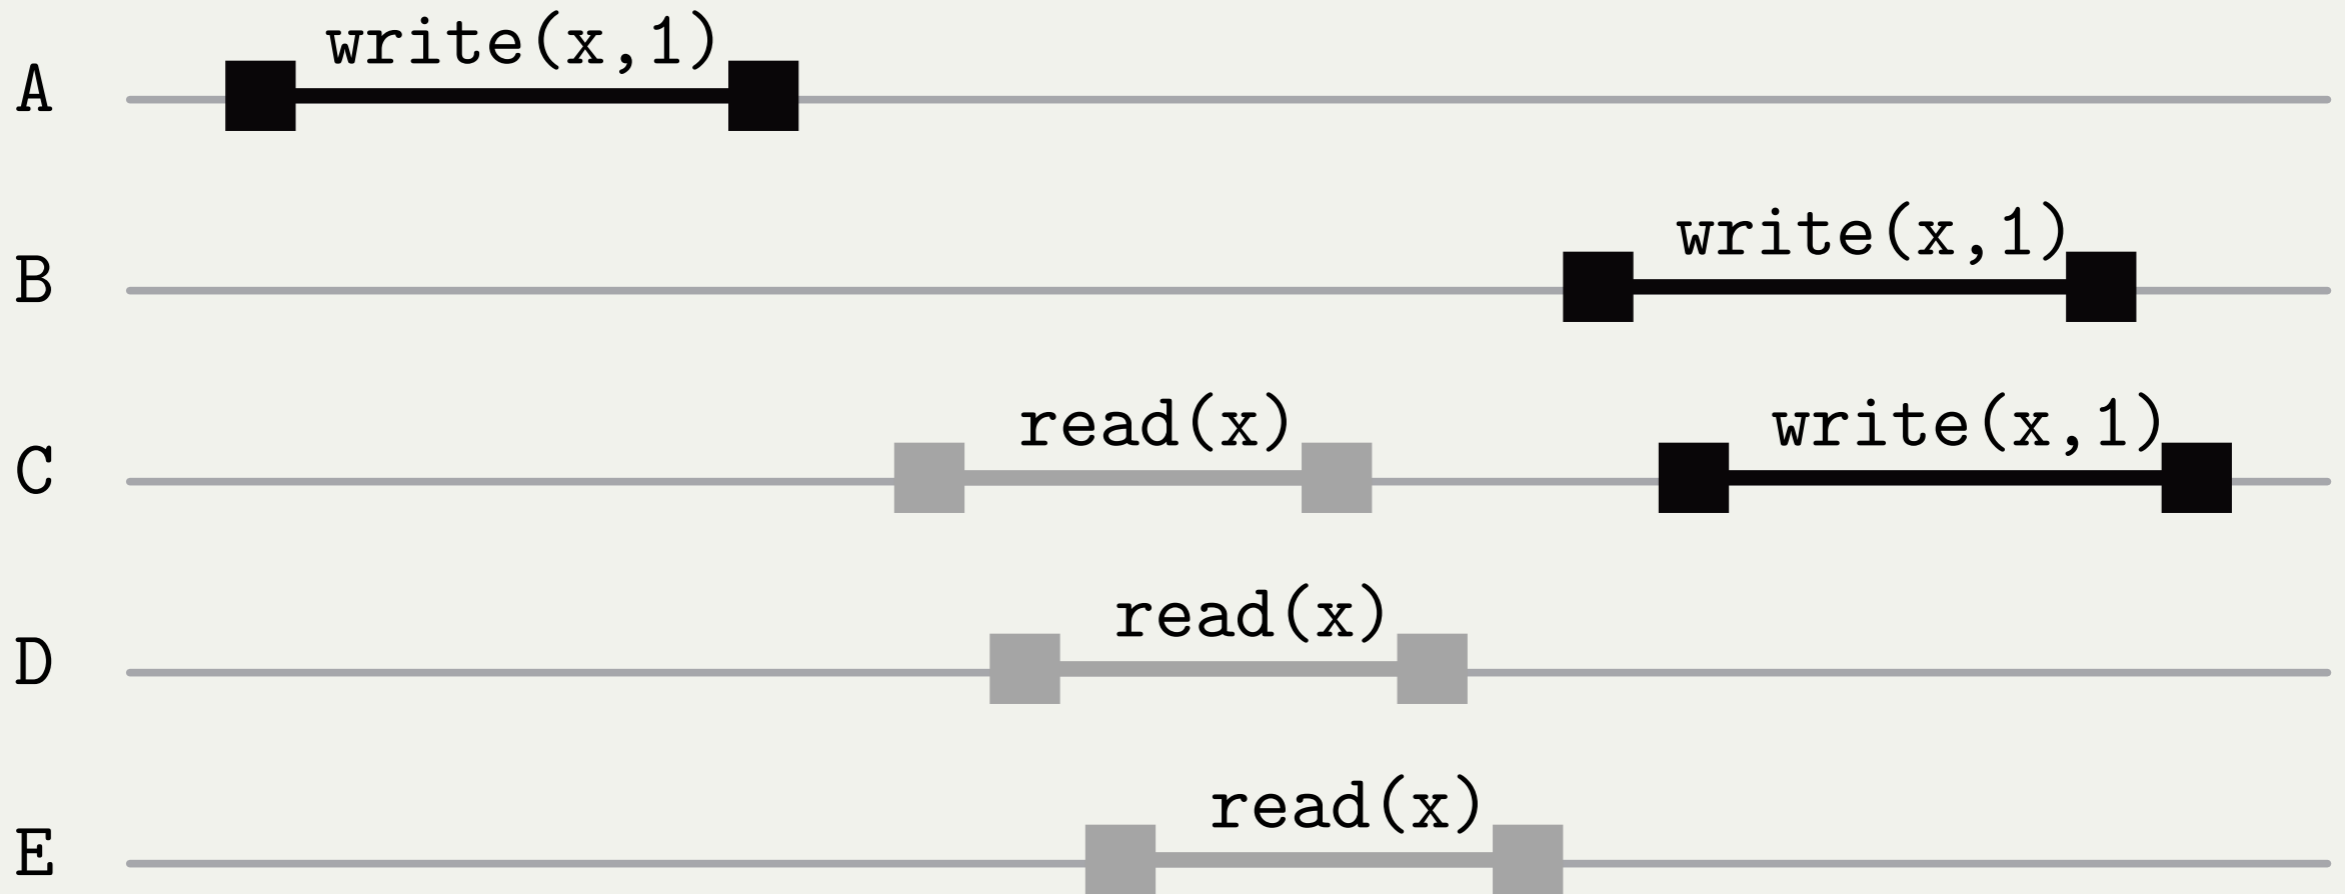 A write(x,1)
B write(x,1)
C read(x) write(x,1)
D read(x)
E read(x)